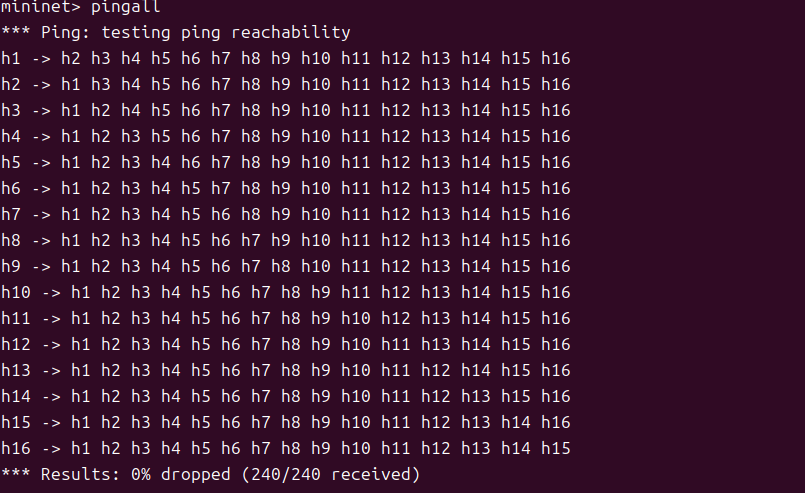 mininet> pingall
*** Ping: testing ping reachability
h1 -> h2 h3 h4 h5 h6 h7 h8 h9 h10 h11 h12 h13 h14 h15 h16
h2 -> h1 h3 h4 h5 h6 h7 h8 h9 h10 h11 h12 h13 h14 h15 h16
h3 -> h1 h2 h4 h5 h6 h7 h8 h9 h10 h11 h12 h13 h14 h15 h16
h4 -> h1 h2 h3 h5 h6 h7 h8 h9 h10 h11 h12 h13 h14 h15 h16
h5 -> h1 h2 h3 h4 h6 h7 h8 h9 h10 h11 h12 h13 h14 h15 h16
h6 -> h1 h2 h3 h4 h5 h7 h8 h9 h10 h11 h12 h13 h14 h15 h16
h7 -> h1 h2 h3 h4 h5 h6 h8 h9 h10 h11 h12 h13 h14 h15 h16
h8 -> h1 h2 h3 h4 h5 h6 h7 h9 h10 h11 h12 h13 h14 h15 h16
h9 -> h1 h2 h3 h4 h5 h6 h7 h8 h10 h11 h12 h13 h14 h15 h16
h10 -> h1 h2 h3 h4 h5 h6 h7 h8 h9 h11 h12 h13 h14 h15 h16
h11 -> h1 h2 h3 h4 h5 h6 h7 h8 h9 h10 h12 h13 h14 h15 h16
h12 -> h1 h2 h3 h4 h5 h6 h7 h8 h9 h10 h11 h13 h14 h15 h16
h13 -> h1 h2 h3 h4 h5 h6 h7 h8 h9 h10 h11 h12 h14 h15 h16
h14 -> h1 h2 h3 h4 h5 h6 h7 h8 h9 h10 h11 h12 h13 h15 h16
h15 -> h1 h2 h3 h4 h5 h6 h7 h8 h9 h10 h11 h12 h13 h14 h16
h16 -> h1 h2 h3 h4 h5 h6 h7 h8 h9 h10 h11 h12 h13 h14 h15
*** Results: 0% dropped (240/240 received)